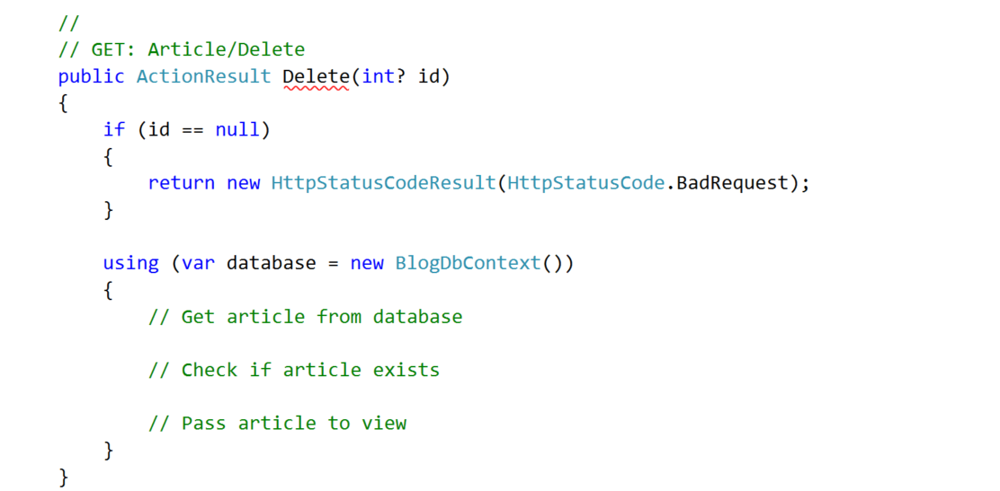 //
// GET: Article/Delete
public ActionResult Delete(int? id)
{
    if (id == null)
    {
        return new HttpStatusCodeResult(HttpStatusCode.BadRequest);
    }

    using (var database = new BlogDbContext())
    {
        // Get article from database

        // Check if article exists

        // Pass article to view
    }
}